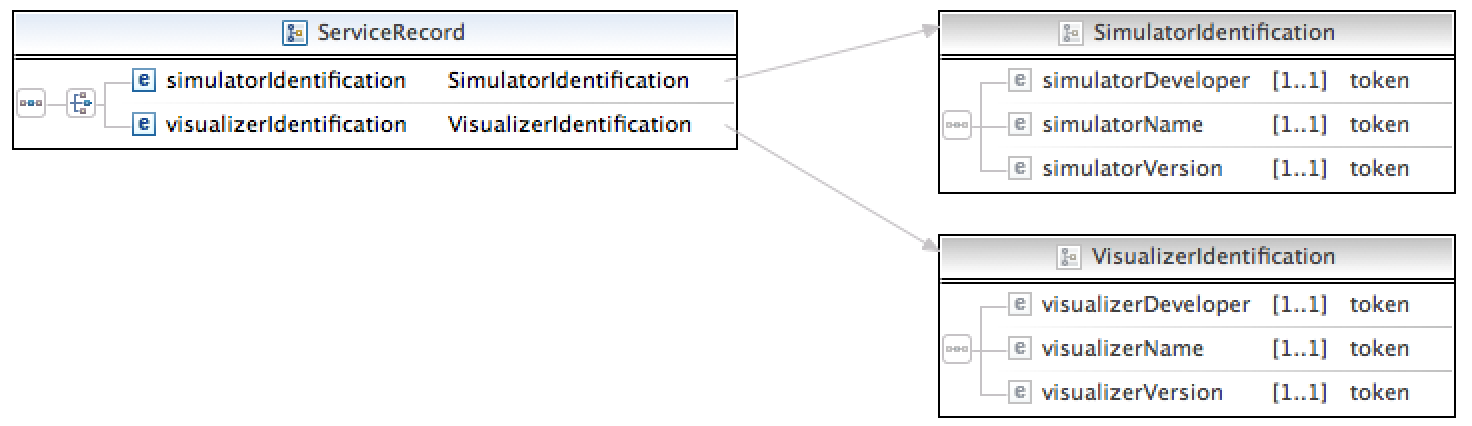 ServiceRecord
e simulatorIdentification SimulatorIdentification
e visualizerIdentification VisualizerIdentification
SimulatorIdentification
e simulatorDeveloper [1..1] token
e simulatorName [1..1] token
e simulatorVersion [1..1] token
VisualizerIdentification
e visualizerDeveloper [1..1] token
e visualizerName [1..1] token
e visualizerVersion [1..1] token